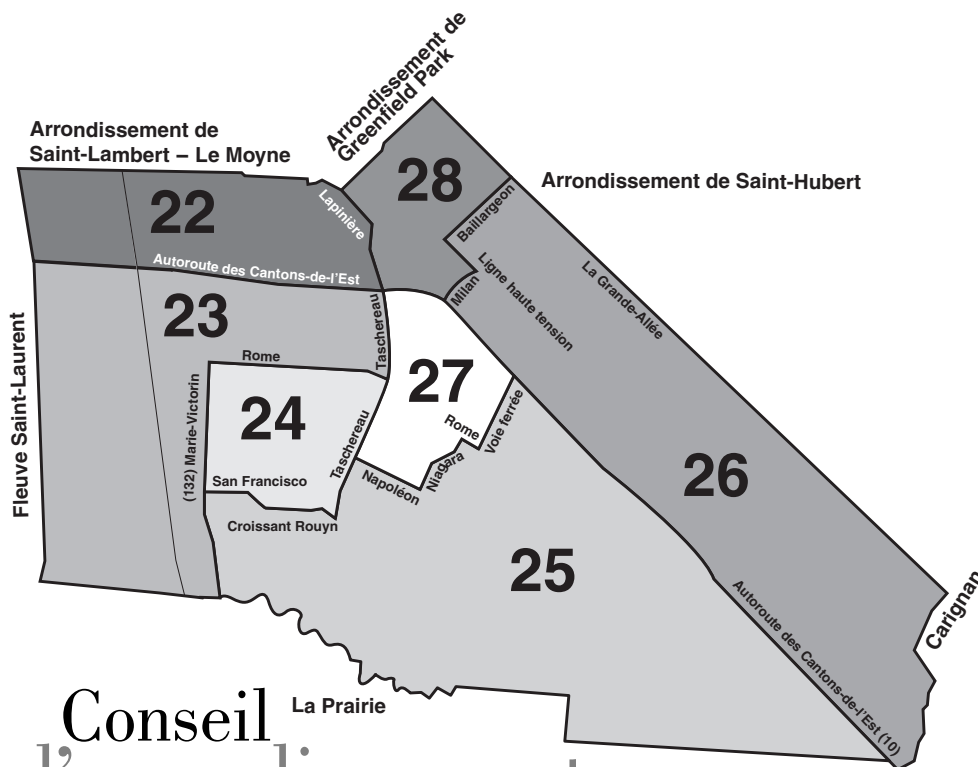 Arrondissement de
Greenfield Park
Arrondissement de
Saint-Lambert – Le Moyne
28
Arrondissement de Saint-Hubert
22
Lapinière
Baillargeon
Autoroute des Cantons-de-l'Est
Ligne haute tension
La Grande-Allée
Milan
23
Taschereau
Fleuve Saint-Laurent
Rome
27
24
(132) Marie-Victorin
Taschereau
Rome
Voie ferrée
Niagara
Napoléon
San Francisco
Croissant Rouyn
26
25
Autoroute des Cantons-de-l'Est (10)
Carignan
La Prairie
Conseil